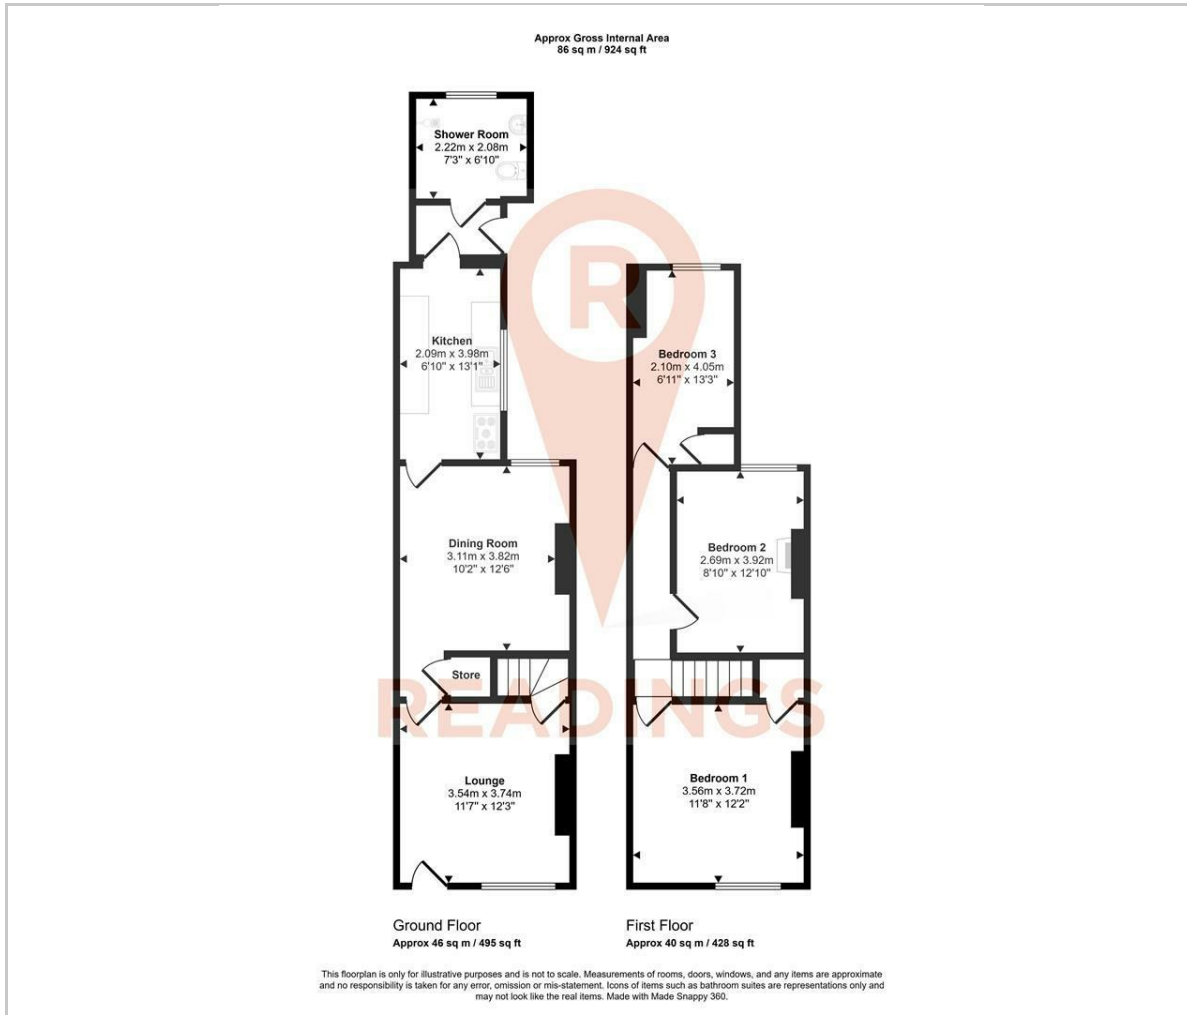 Approx Gross Internal Area
86 sq m / 924 sq ft
Shower Room
2.22m x 2.08m
7'3" x 6'10"
Kitchen
2.09m x 3.98m
6'10" x 13'1"
Dining Room
3.11m x 3.82m
10'2" x 12'6"
Store
Lounge
3.54m x 3.74m
11'7" x 12'3"
Ground Floor
Approx 46 sq m / 495 sq ft
Bedroom 3
2.10m x 4.05m
6'11" x 13'3"
Bedroom 2
2.69m x 3.92m
8'10" x 12'10"
Bedroom 1
3.56m x 3.72m
11'8" x 12'2"
First Floor
Approx 40 sq m / 428 sq ft
R
READINGS
This floorplan is only for illustrative purposes and is not to scale. Measurements of rooms, doors, windows, and any items are approximate
and no responsibility is taken for any error, omission or mis-statement. Icons of items such as bathroom suites are representations only and
may not look like the real items. Made with Made Snappy 360.